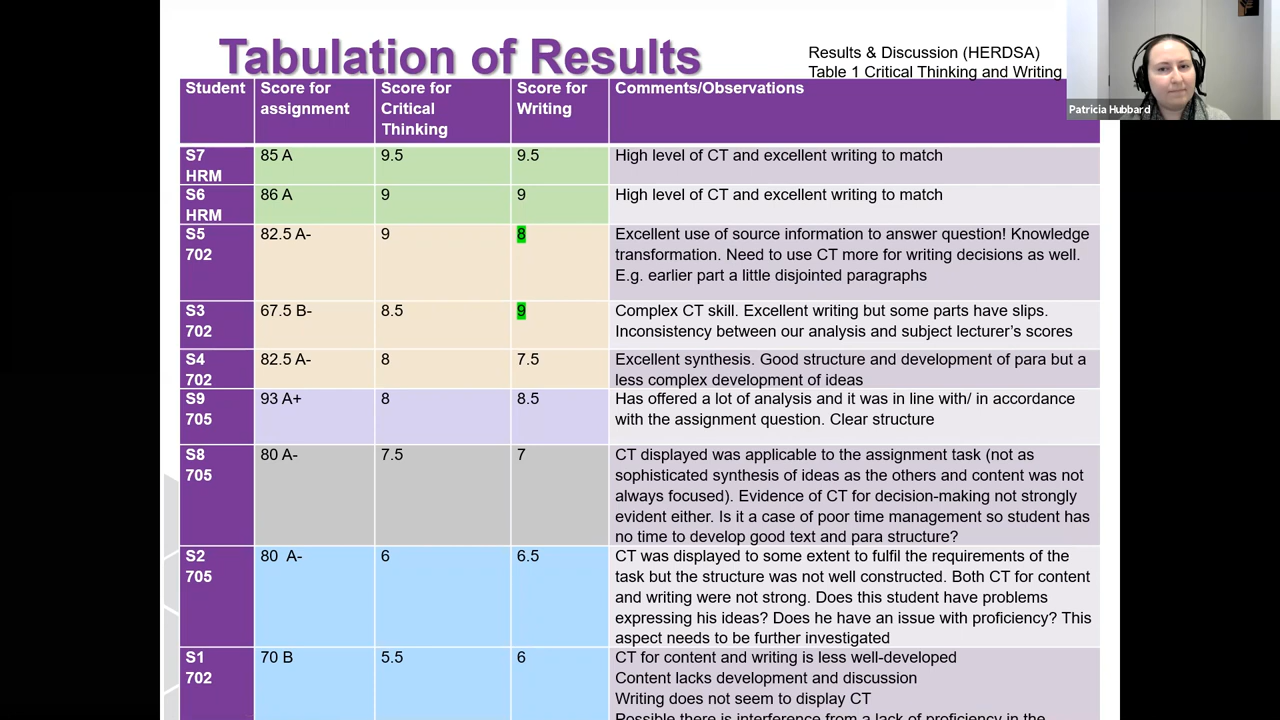 Tabulation of Results
Results & Discussion (HERDSA)
Table 1 Critical Thinking and Writing
Patricia Hubbard
Student Score for assignment Score for Critical Thinking Score for Writing Comments/Observations
S7 HRM 85 A 9.5 9.5 High level of CT and excellent writing to match
S6 HRM 86 A 9 9 High level of CT and excellent writing to match
S5 702 82.5 A- 9 8 Excellent use of source information to answer question! Knowledge
transformation. Need to use CT more for writing decisions as well.
E.g. earlier part a little disjointed paragraphs
S3 702 67.5 B- 8.5 9 Complex CT skill. Excellent writing but some parts have slips.
Inconsistency between our analysis and subject lecturer's scores
S4 702 82.5 A- 8 7.5 Excellent synthesis. Good structure and development of para but a
less complex development of ideas
S9 705 93 A+ 8 8.5 Has offered a lot of analysis and it was in line with/ in accordance
with the assignment question. Clear structure
S8 705 80 A- 7.5 7 CT displayed was applicable to the assignment task (not as
sophisticated synthesis of ideas as the others and content was not
always focused). Evidence of CT for decision-making not strongly
evident either. Is it a case of poor time management so student has
no time to develop good text and para structure?
S2 705 80 A- 6 6.5 CT was displayed to some extent to fulfil the requirements of the
task but the structure was not well constructed. Both CT for content
and writing were not strong. Does this student have problems
expressing his ideas? Does he have an issue with proficiency? This
aspect needs to be further investigated
S1 702 70 B 5.5 6 CT for content and writing is less well-developed
Content lacks development and discussion
Writing does not seem to display CT
Possible there is interference from a lack of proficiency in the